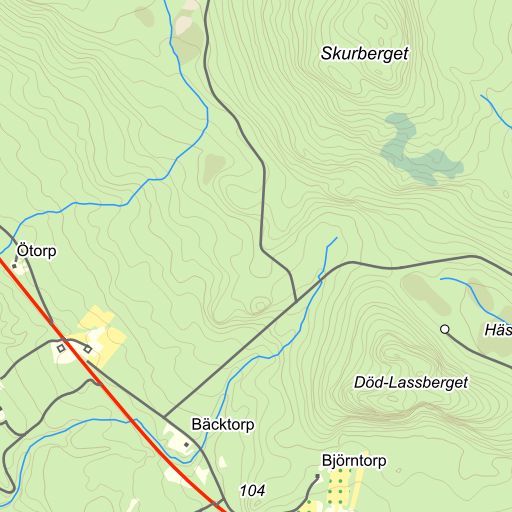 Skurberget
Ötorp
Häs
Död-Lassberget
Bäcktorp
Björntorp
104